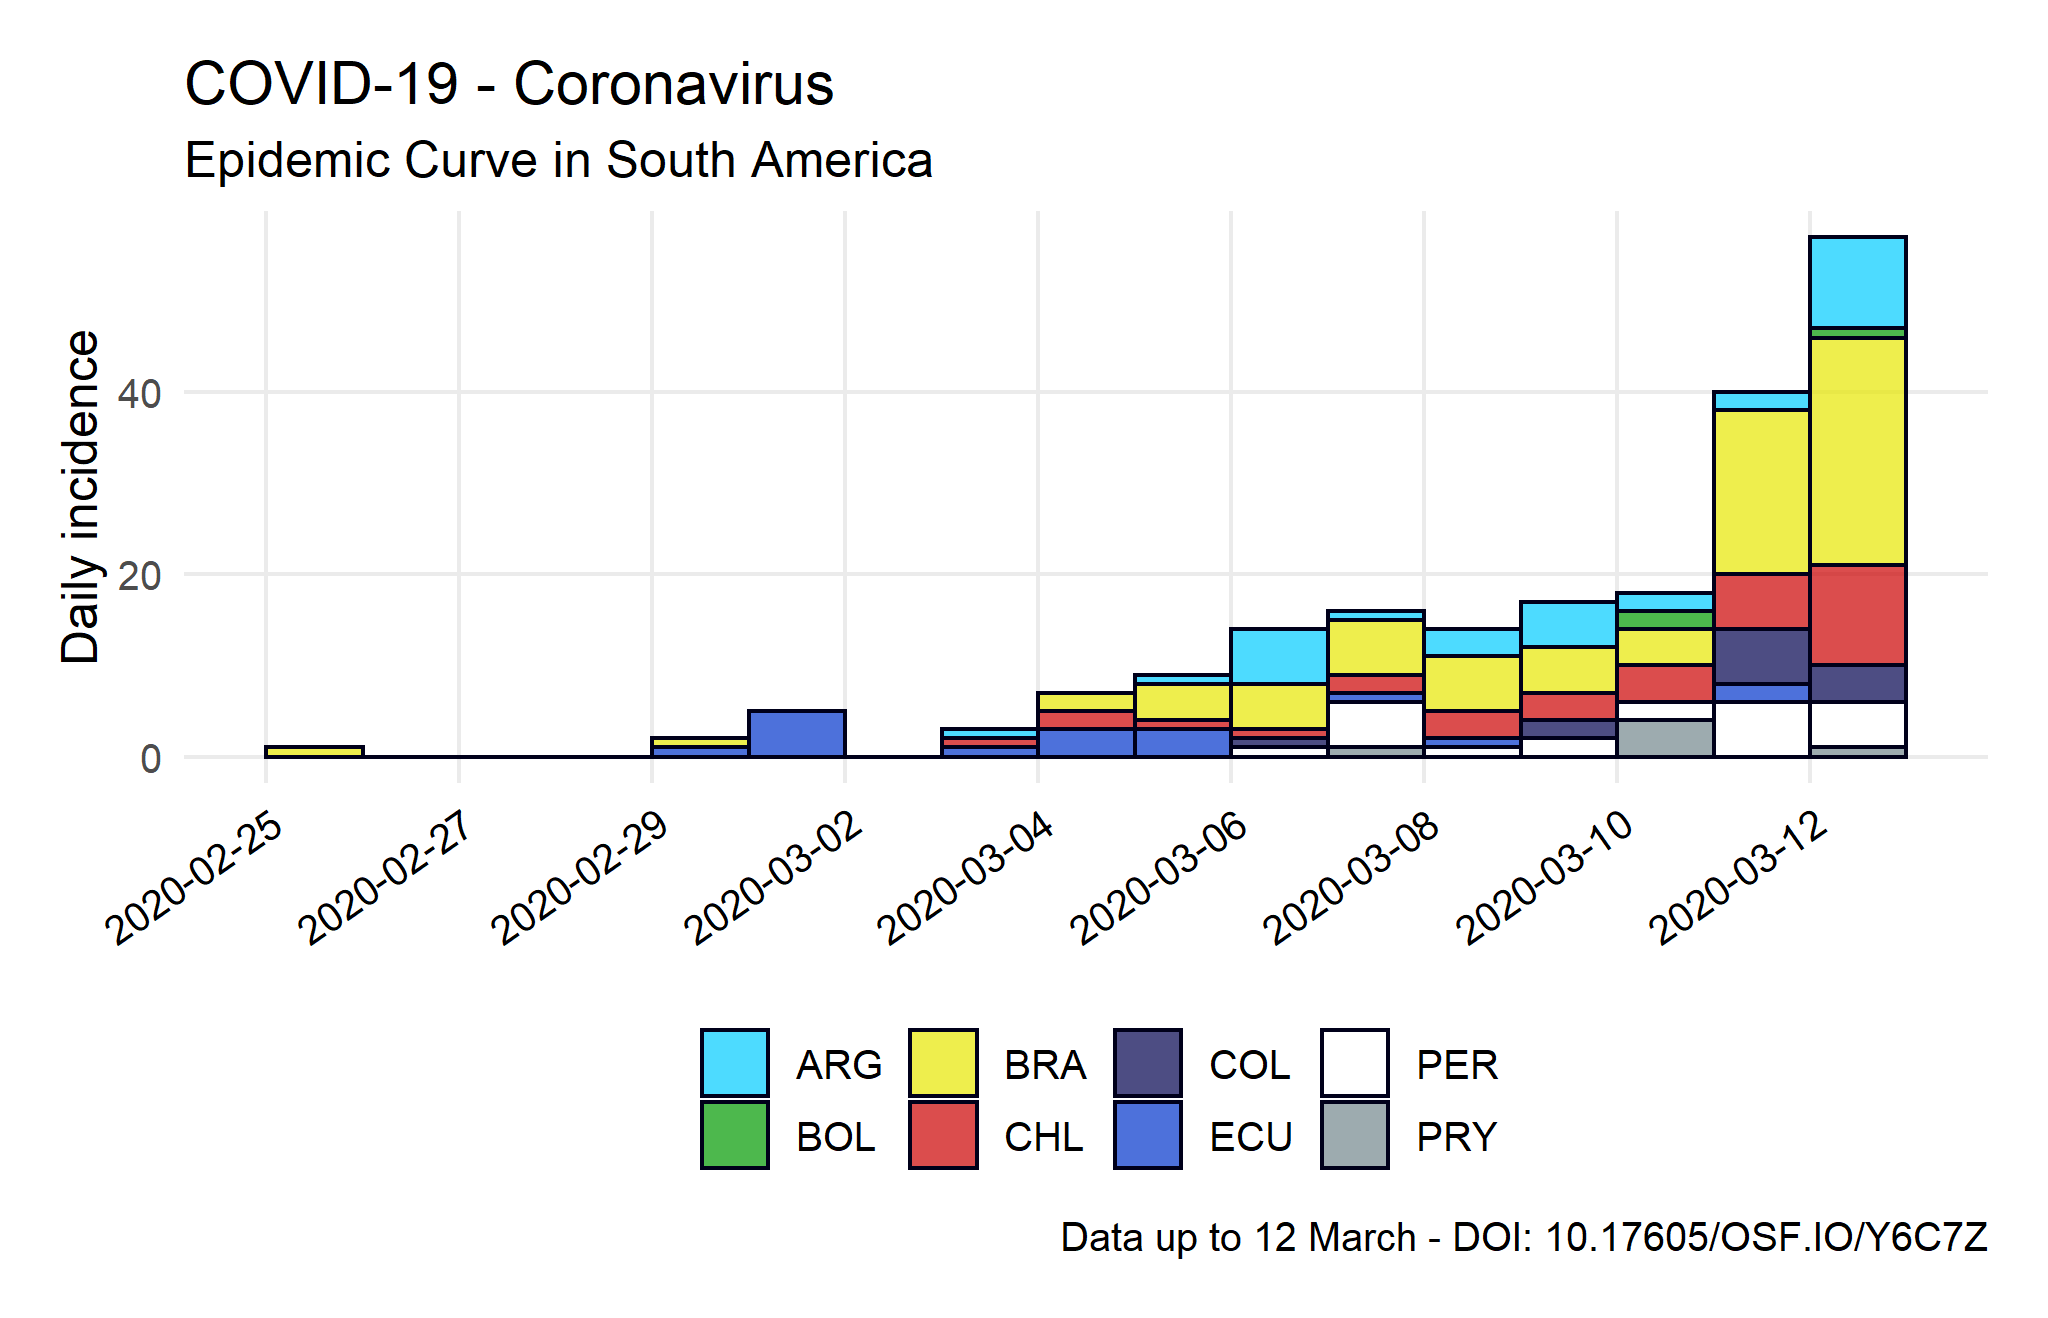 COVID-19 - Coronavirus
Epidemic Curve in South America
Daily incidence
40
20
0
2020-02-25
2020-02-27
2020-02-29
2020-03-02
2020-03-04
2020-03-06
2020-03-08
2020-03-10
2020-03-12
ARG BRA COL PER
BOL CHL ECU PRY
Data up to 12 March - DOI: 10.17605/OSF.IO/Y6C7Z